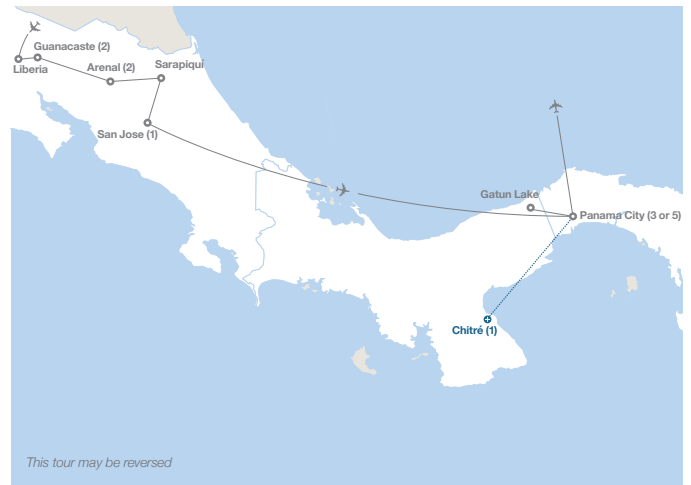 Guanacaste (2)
Liberia
Arenal (2)
Sarapiqui
San Jose (1)
Gatun Lake
Panama City (3 or 5)
Chitré (1)
This tour may be reversed